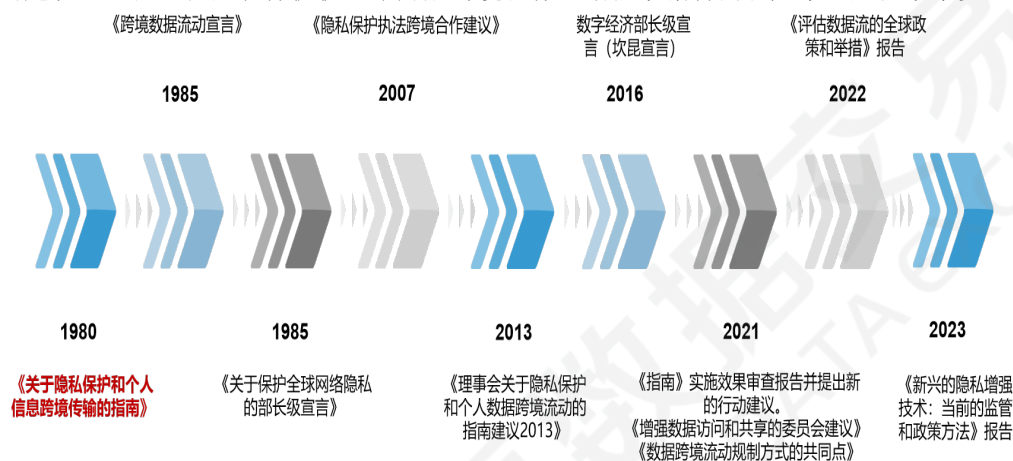 《跨境数据流动宣言》
《隐私保护执法跨境合作建议》
数字经济部长级宣
言（坎昆宣言）
《评估数据流的全球政
策和举措》报告
1985
2007
2016
2022
1980
1985
2013
2021
2023
《关于隐私保护和个人
信息跨境传输的指南》
《关于保护全球网络隐私
的部长级宣言》
《理事会关于隐私保护
和个人数据跨境流动的
指南建议2013》
《指南》实施效果审查报告并提出新
的行动建议。
《增强数据访问和共享的委员会建议》
《数据跨境流动规制方式的共同点》
《新兴的隐私增强
技术：当前的监管
和政策方法》报告
数据交易